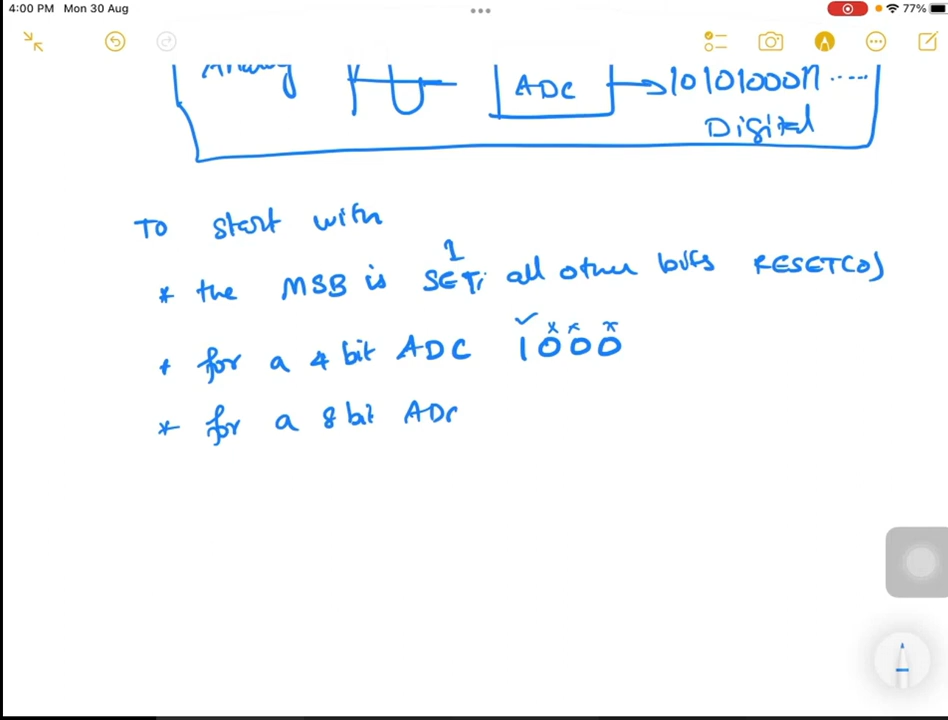 4:00 PM Mon 30 Aug
77%
Analog
ADC
Digital
To start with
1
* the MSB is SET, all other bits RESET(0)
* for a 4 bit ADC 1000
* for a 8 bit ADC